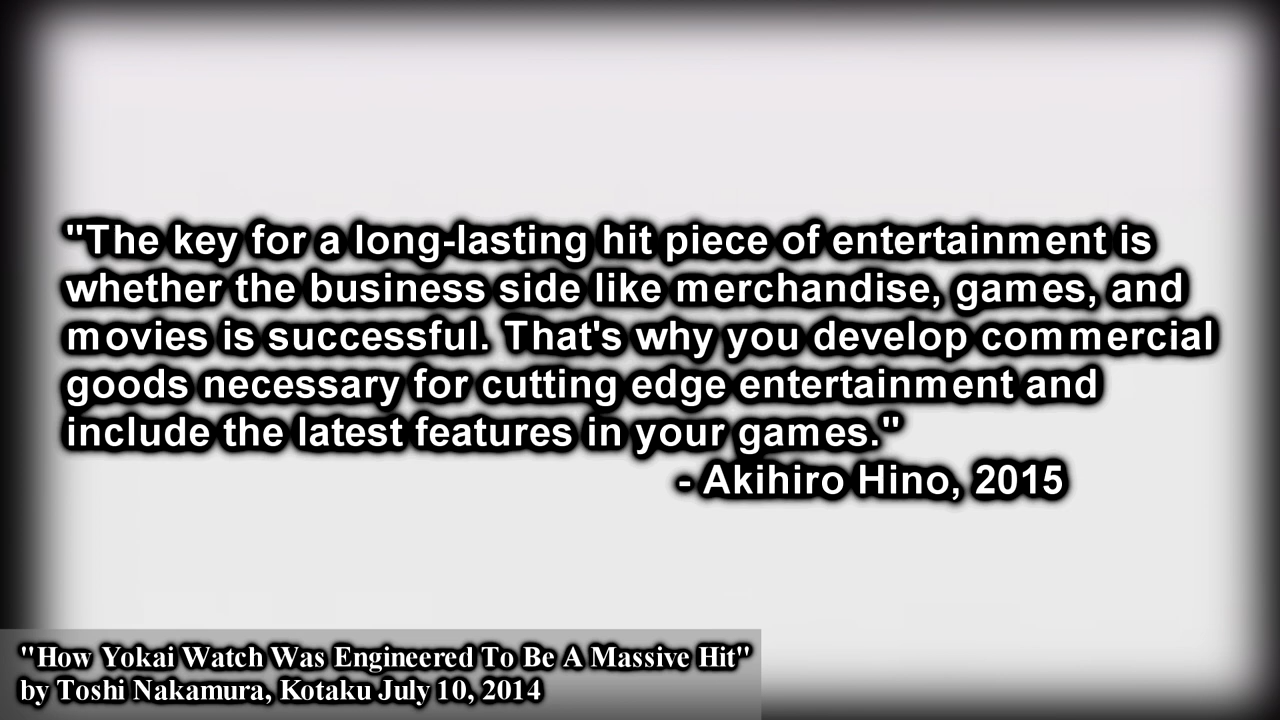 "The key for a long-lasting hit piece of entertainment is
whether the business side like merchandise, games, and
movies is successful. That's why you develop commercial
goods necessary for cutting edge entertainment and
include the latest features in your games."
- Akihiro Hino, 2015
"How Yokai Watch Was Engineered To Be A Massive Hit"
by Toshi Nakamura, Kotaku July 10, 2014